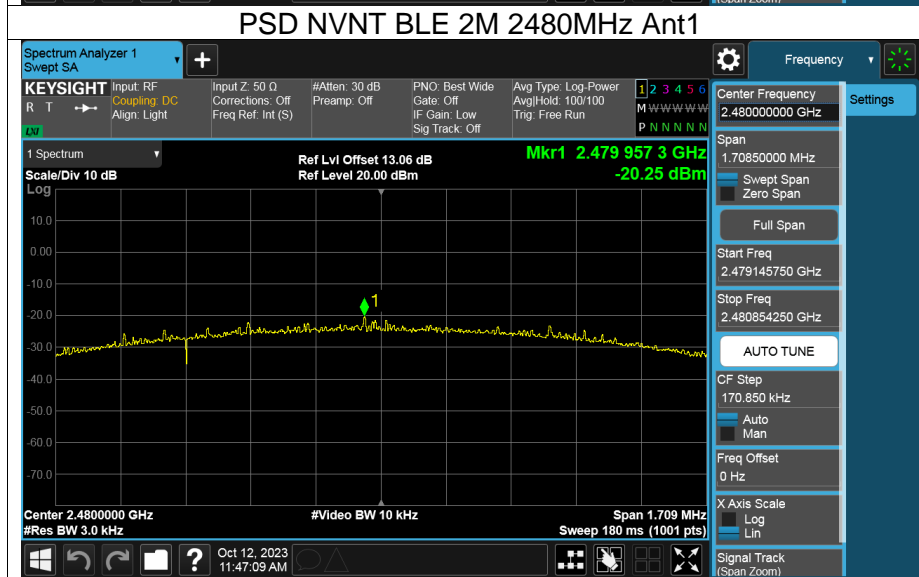 (Span Zoom)
PSD NVNT BLE 2M 2480MHz Ant1
Spectrum Analyzer 1
Swept SA
Frequency
KEYSIGHT
R T
LXI
Input: RF
Coupling: DC
Align: Light
Input Z: 50 Ω
Corrections: Off
Freq Ref: Int (S)
#Atten: 30 dB
Preamp: Off
PNO: Best Wide
Gate: Off
IF Gain: Low
Sig Track: Off
Avg Type: Log-Power
Avg|Hold: 100/100
Trig: Free Run
1 2 3 4 5 6
M W W W W W
P N N N N N
1 Spectrum
Scale/Div 10 dB
Ref Lvl Offset 13.06 dB
Ref Level 20.00 dBm
Mkr1 2.479 957 3 GHz
-20.25 dBm
Log
10.0
0.00
-10.0
-20.0
-30.0
-40.0
-50.0
-60.0
-70.0
1
Center 2.4800000 GHz
#Res BW 3.0 kHz
#Video BW 10 kHz
Span 1.709 MHz
Sweep 180 ms (1001 pts)
Oct 12, 2023
11:47:09 AM
Center Frequency
2.480000000 GHz
Settings
Span
1.70850000 MHz
Swept Span
Zero Span
Full Span
Start Freq
2.479145750 GHz
Stop Freq
2.480854250 GHz
AUTO TUNE
CF Step
170.850 kHz
Auto
Man
Freq Offset
0 Hz
X Axis Scale
Log
Lin
Signal Track
(Span Zoom)